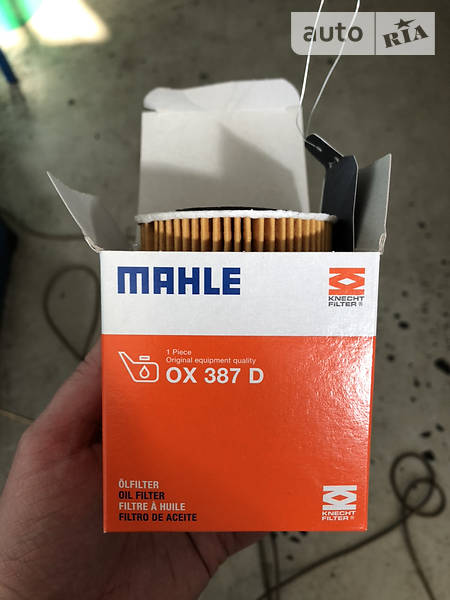 auto RIA
MAHLE
KNECHT
FILTER®
1 Piece
Original equipment quality
OX 387 D
ÖLFILTER
OIL FILTER
FILTRE À HUILE
FILTRO DE ACEITE
KNECHT
FILTER®